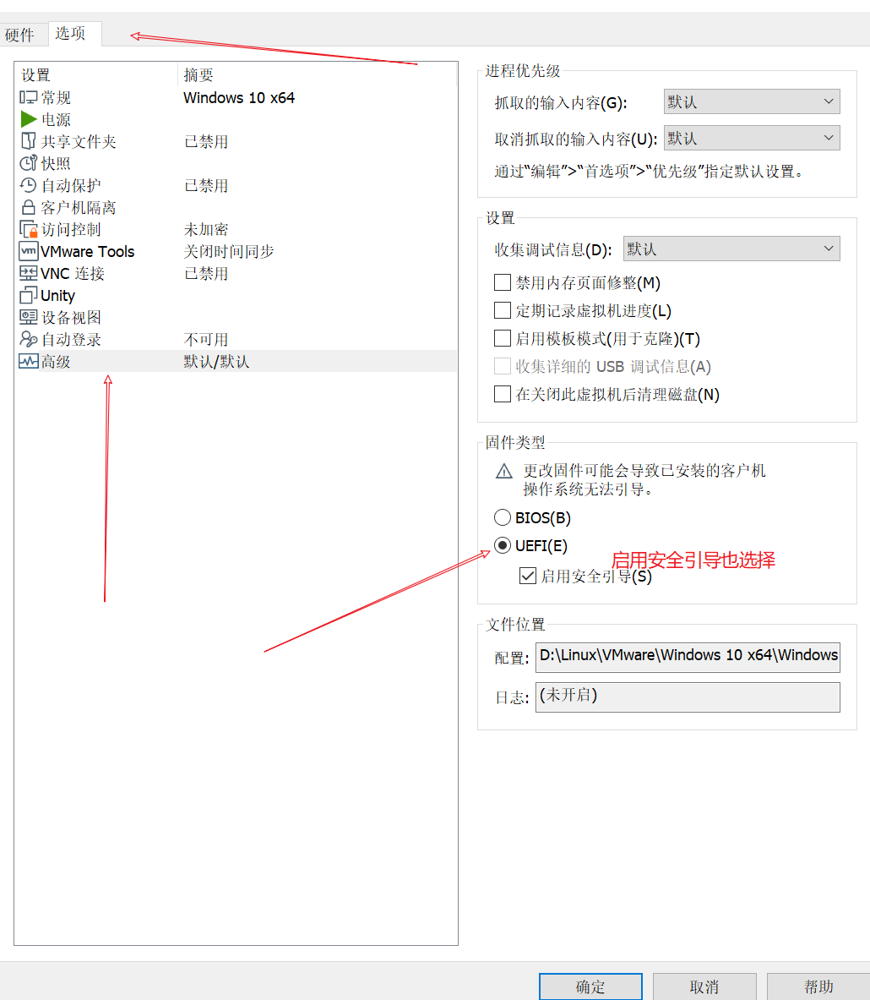 硬件 选项
设置 摘要
常规 Windows 10 x64
电源
共享文件夹 已禁用
快照
自动保护 已禁用
客户机隔离
访问控制 未加密
vm VMware Tools 关闭时间同步
VNC 连接 已禁用
Unity
设备视图
自动登录 不可用
高级 默认/默认
进程优先级
抓取的输入内容(G): 默认
取消抓取的输入内容(U): 默认
通过“编辑”>“首选项”>“优先级”指定默认设置。
设置
收集调试信息(D): 默认
禁用内存页面修整(M)
定期记录虚拟机进度(L)
启用模板模式(用于克隆)(T)
收集详细的 USB 调试信息(A)
在关闭此虚拟机后清理磁盘(N)
固件类型
更改固件可能会导致已安装的客户机
操作系统无法引导。
BIOS(B)
UEFI(E)
启用安全引导也选择
启用安全引导(S)
文件位置
配置: D:\Linux\VMware\Windows 10 x64\Windows
日志: (未开启)
确定 取消 帮助